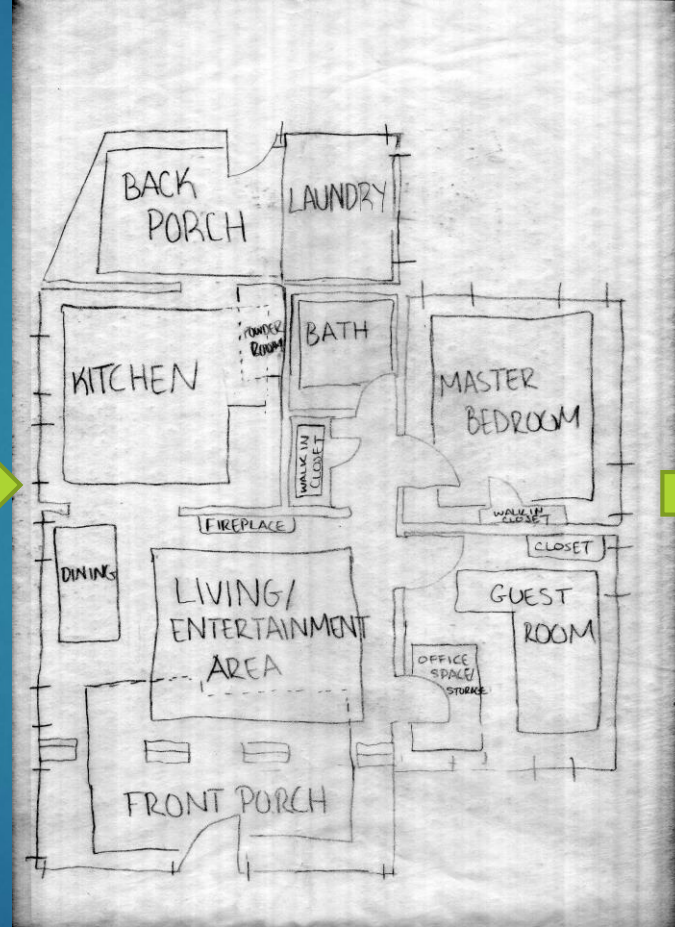 BACK
PORCH
LAUNDRY
POWDER
ROOM
BATH
KITCHEN
MASTER
BEDROOM
WALK IN
CLOSET
WALK IN
CLOSET
FIREPLACE
CLOSET
DINING
LIVING/
ENTERTAINMENT
AREA
GUEST
ROOM
OFFICE
SPACE/
STORAGE
FRONT PORCH